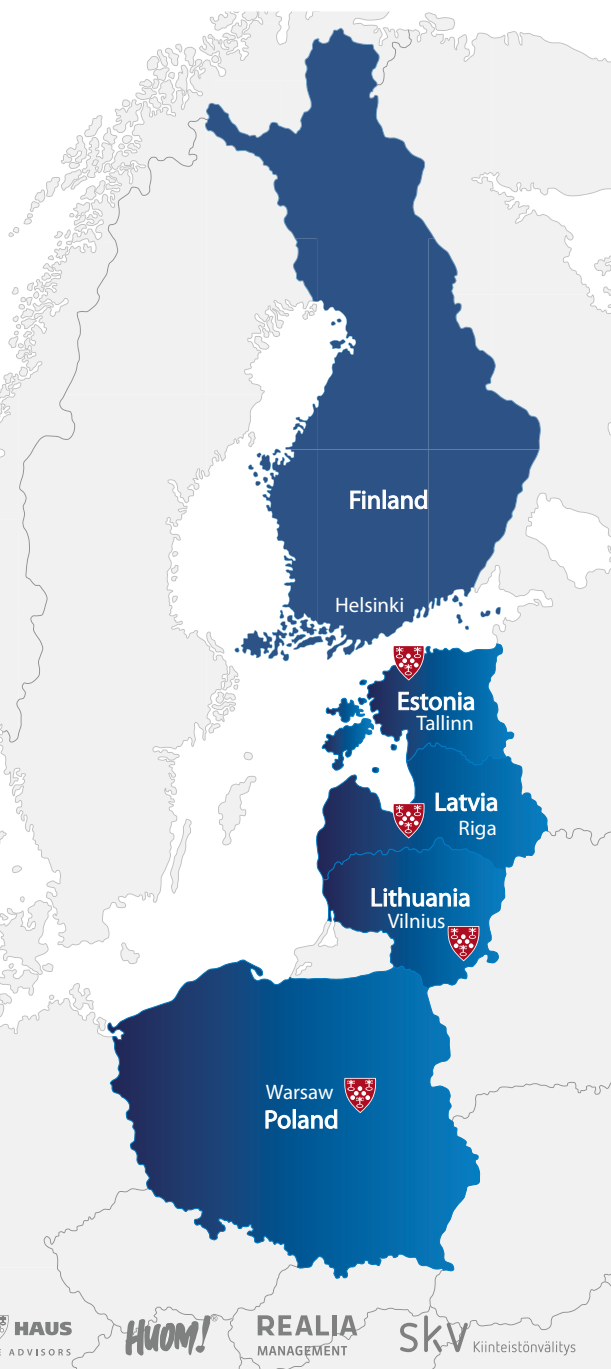 Finland
Helsinki
Estonia
Tallinn
Latvia
Riga
Lithuania
Vilnius
Warsaw
Poland
HAUS
ADVISORS
HUOM!®
REALIA
MANAGEMENT
SKV Kiinteistönvälitys